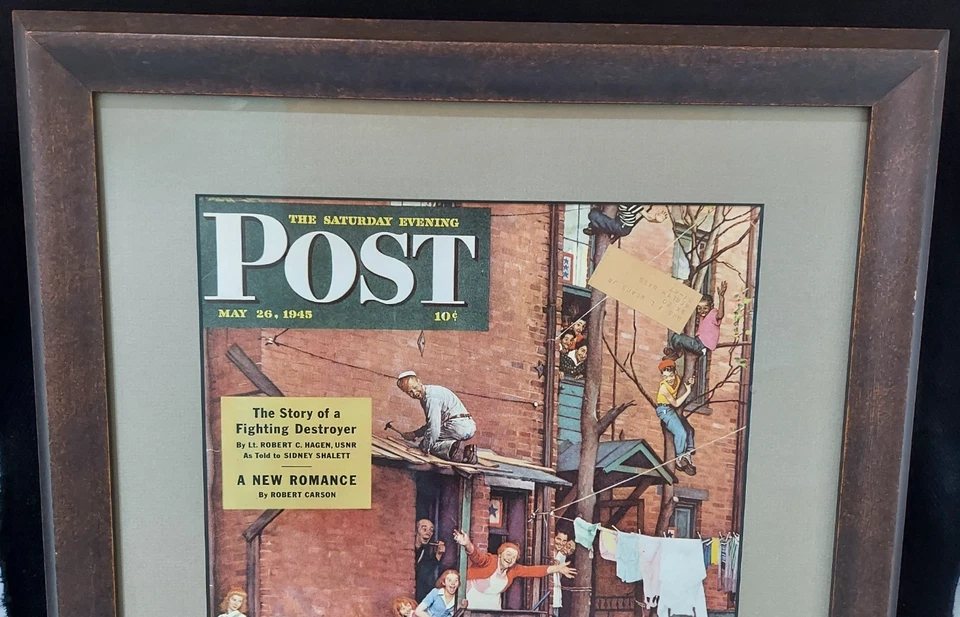 THE SATURDAY EVENING
POST
MAY 26, 1945
10¢
The Story of a
Fighting Destroyer
By Lt. ROBERT C. HAGEN, USNR
As Told to SIDNEY SHALETT
A NEW ROMANCE
By ROBERT CARSON